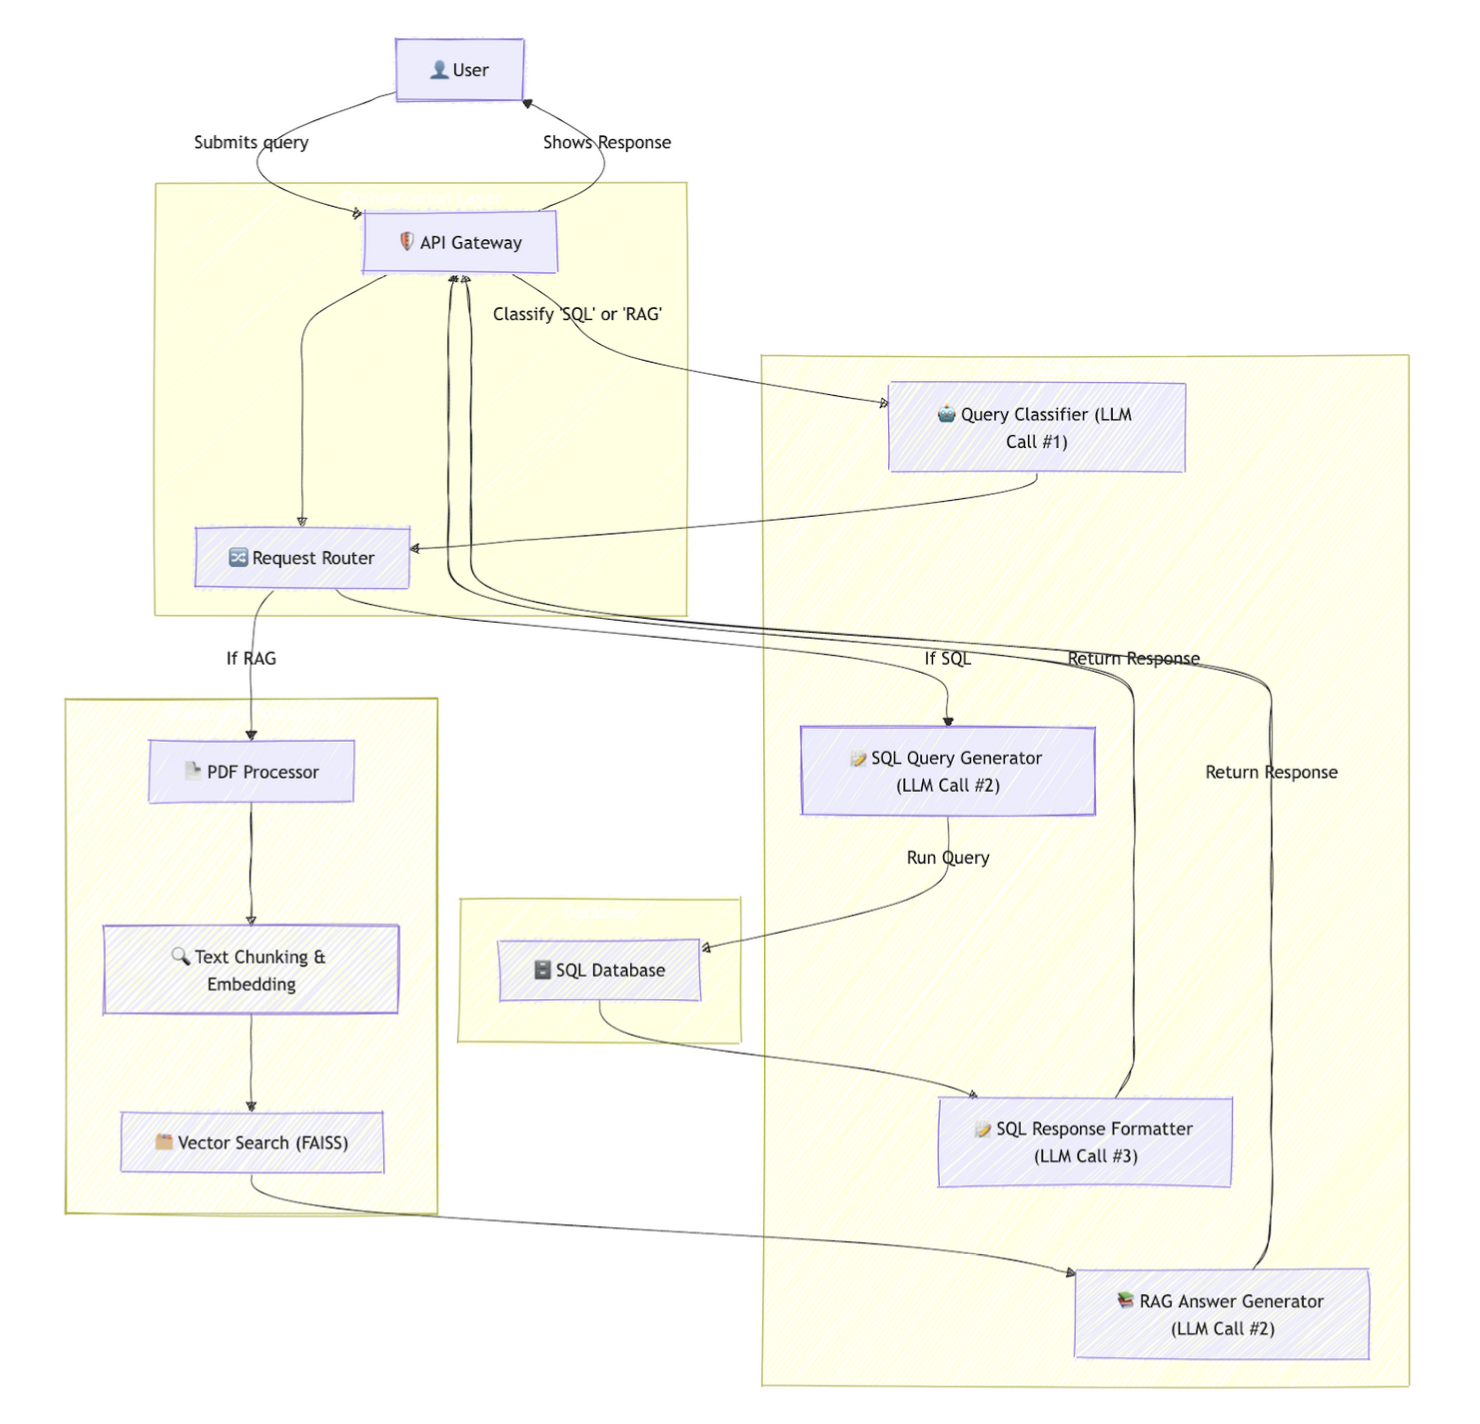 User
Submits query
Shows Response
API Gateway
Classify 'SQL' or 'RAG'
Query Classifier (LLM
Call #1)
Request Router
If RAG
If SQL
Return Response
PDF Processor
SQL Query Generator
(LLM Call #2)
Return Response
Run Query
Text Chunking &
Embedding
SQL Database
Vector Search (FAISS)
SQL Response Formatter
(LLM Call #3)
RAG Answer Generator
(LLM Call #2)